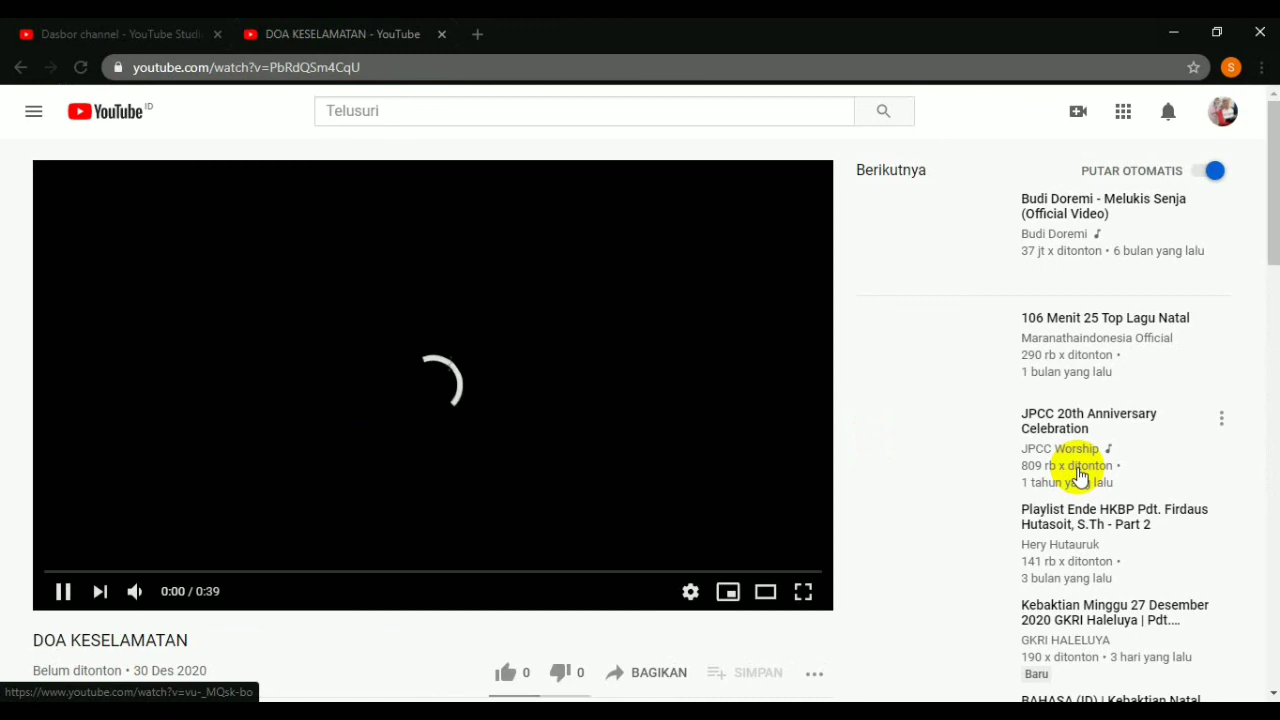 Dasbor channel - YouTube Studi
DOA KESELAMATAN - YouTube
youtube.com/watch?v=PbRdQSm4CqU
S
YouTube ID
Telusuri
Berikutnya
PUTAR OTOMATIS
Budi Doremi - Melukis Senja
(Official Video)
Budi Doremi
37 jt x ditonton • 6 bulan yang lalu
106 Menit 25 Top Lagu Natal
Maranathaindonesia Official
290 rb x ditonton •
1 bulan yang lalu
JPCC 20th Anniversary
Celebration
JPCC Worship
809 rb x ditonton •
1 tahun yang lalu
Playlist Ende HKBP Pdt. Firdaus
Hutasoit, S.Th - Part 2
Hery Hutauruk
141 rb x ditonton •
3 bulan yang lalu
Kebaktian Minggu 27 Desember
2020 GKRI Haleluya | Pdt....
GKRI HALELUYA
190 x ditonton • 3 hari yang lalu
Baru
BAHASA (ID) | Kebaktian Natal
0:00 / 0:39
DOA KESELAMATAN
Belum ditonton • 30 Des 2020
0
0
BAGIKAN
SIMPAN
https://www.youtube.com/watch?v=vu-_MQsk-bo